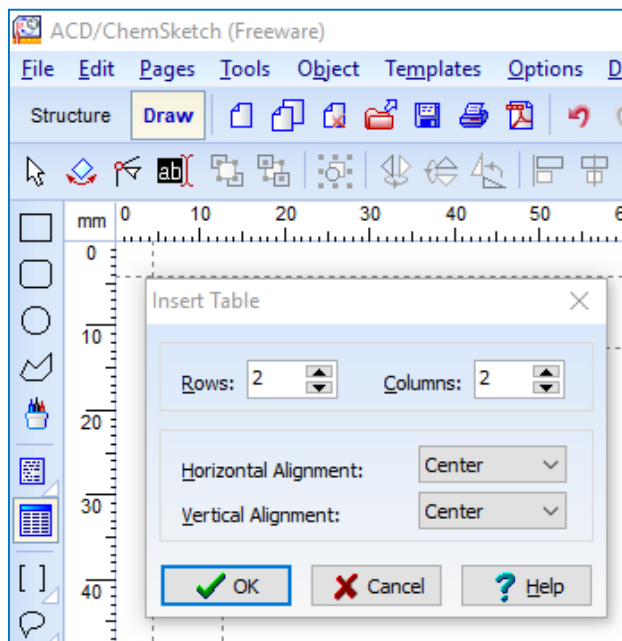 ACD/ChemSketch (Freeware)
File Edit Pages Tools Object Templates Options D
Structure Draw
ab
mm 0 10 20 30 40 50 6
0
Insert Table
10
Rows: 2 Columns: 2
20
Horizontal Alignment: Center
30
Vertical Alignment: Center
OK Cancel ? Help
40